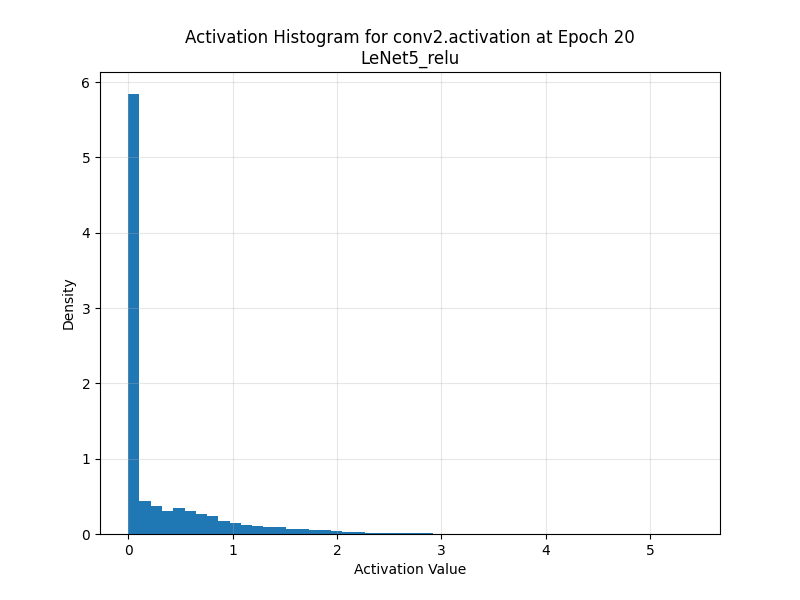 Activation Histogram for conv2.activation at Epoch 20
LeNet5_relu
6
5
4
3
2
1
0
Density
0 1 2 3 4 5
Activation Value